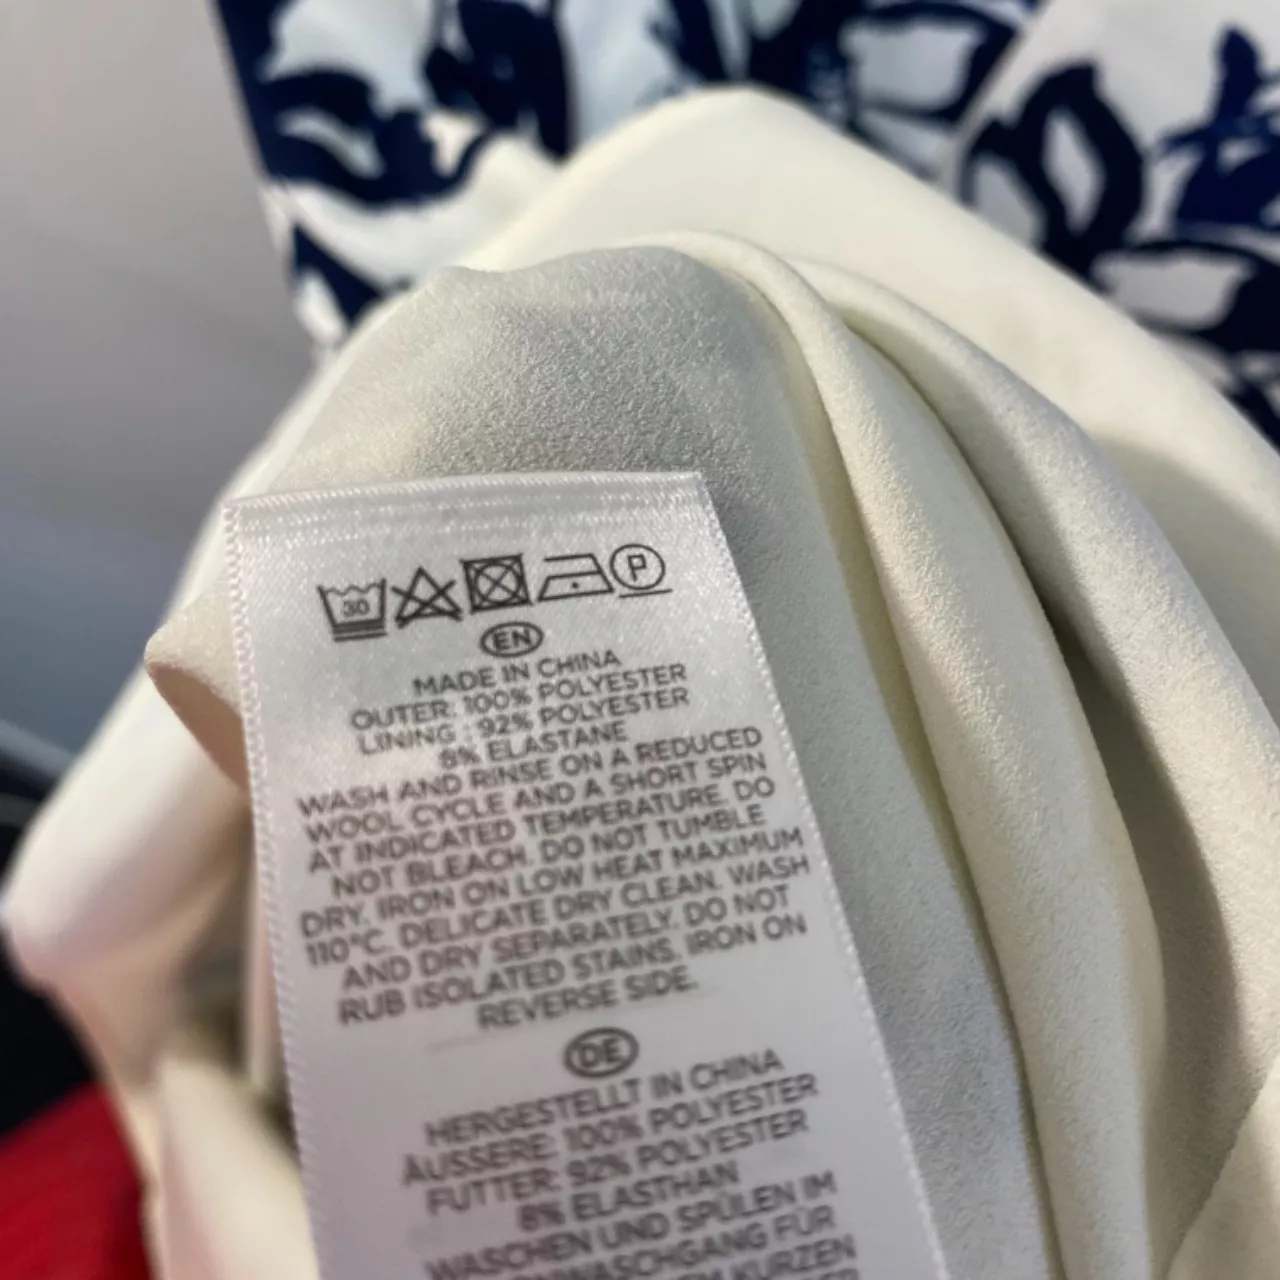 30
P
EN
MADE IN CHINA
OUTER: 100% POLYESTER
LINING : 92% POLYESTER
8% ELASTANE
WASH AND RINSE ON A REDUCED
WOOL CYCLE AND A SHORT SPIN
AT INDICATED TEMPERATURE. DO
NOT BLEACH. DO NOT TUMBLE
DRY. IRON ON LOW HEAT MAXIMUM
110°C. DELICATE DRY CLEAN. WASH
AND DRY SEPARATELY. DO NOT
RUB ISOLATED STAINS. IRON ON
REVERSE SIDE.
DE
HERGESTELLT IN CHINA
ÄUSSERE: 100% POLYESTER
FUTTER: 92% POLYESTER
8% ELASTHAN
WASCHEN UND SPÜLEN IM
FÜR
KURZEN